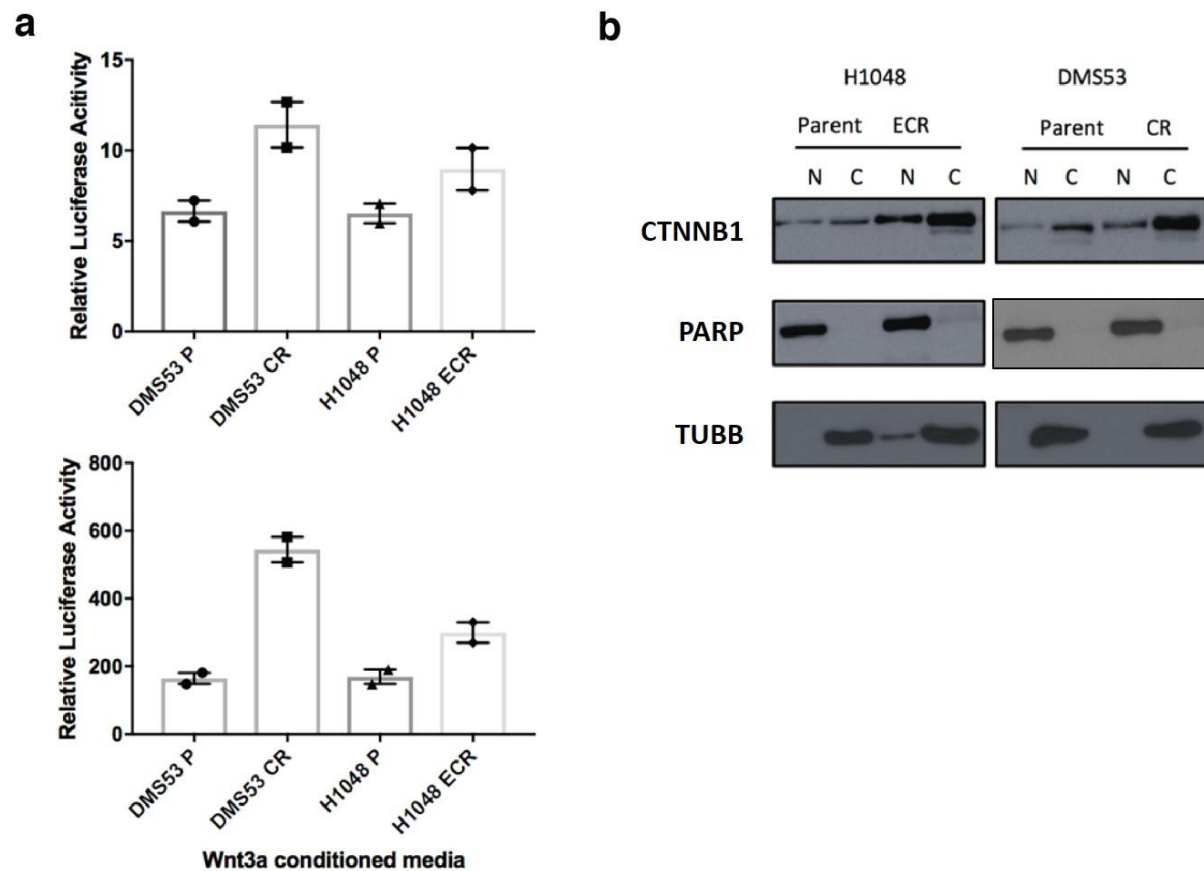 a
Relative Luciferase Acitivity
15
10
5
0
DMS53 P
DMS53 CR
H1048 P
H1048 ECR
Relative Luciferase Activity
800
600
400
200
0
DMS53 P
DMS53 CR
H1048 P
H1048 ECR
Wnt3a conditioned media
b
H1048 DMS53
Parent ECR Parent CR
N C N C N C N C
CTNNB1
PARP
TUBB